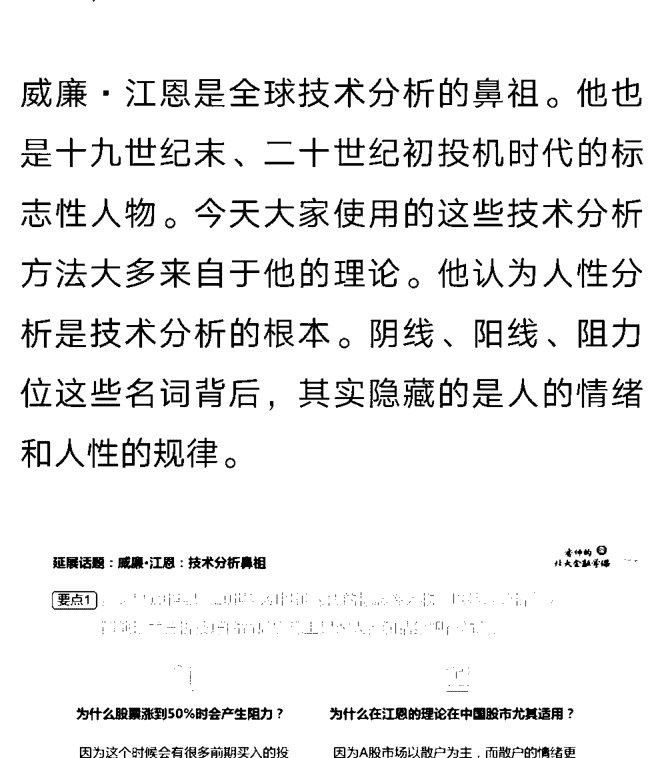 威廉·江恩是全球技术分析的鼻祖。他也
是十九世纪末、二十世纪初投机时代的标
志性人物。今天大家使用的这些技术分析
方法大多来自于他的理论。他认为人性分
析是技术分析的根本。阴线、阳线、阻力
位这些名词背后，其实隐藏的是人的情绪
和人性的规律。
延展话题：威廉·江恩：技术分析鼻祖
香帅的
北大金融学课
要点1
为什么股票涨到50%时会产生阻力？
为什么在江恩的理论在中国股市尤其适用？
因为这个时候会有很多前期买入的投
因为A股市场以散户为主，而散户的情绪更